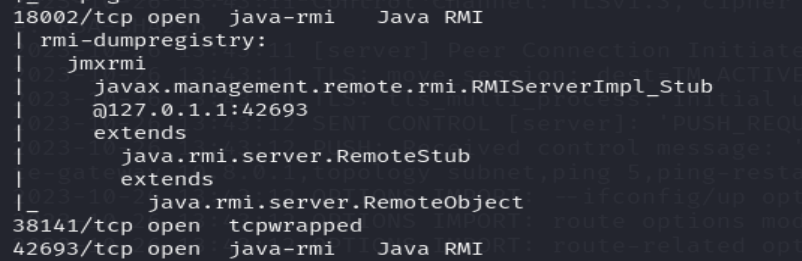 18002/tcp open  java-rmi   Java RMI
| rmi-dumpregistry:
|   jmxrmi
|     javax.management.remote.rmi.RMIServerImpl_Stub
|     @127.0.1.1:42693
|     extends
|       java.rmi.server.RemoteStub
|       extends
|_        java.rmi.server.RemoteObject
38141/tcp open  tcpwrapped
42693/tcp open  java-rmi   Java RMI